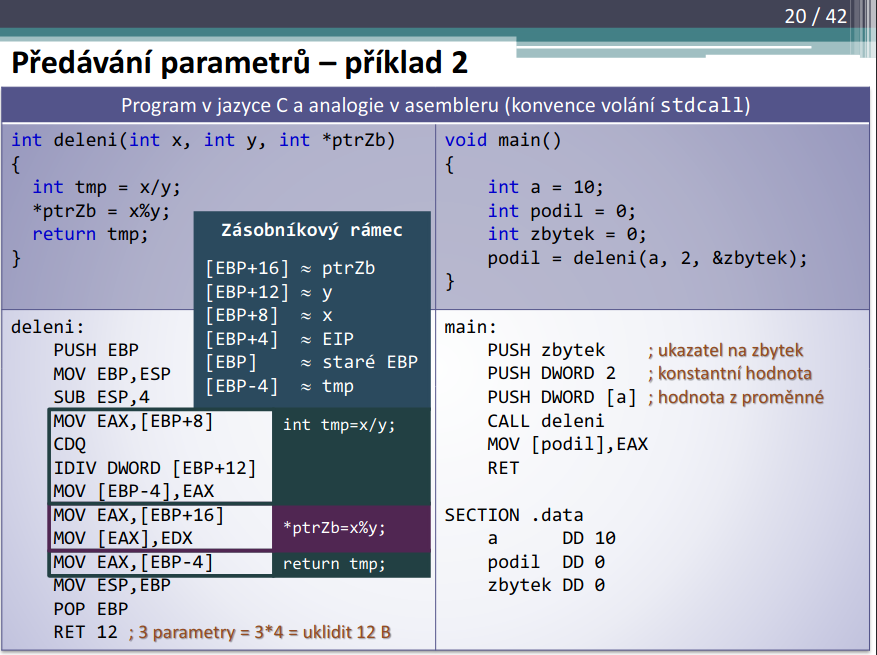 20 / 42
Předávání parametrů – příklad 2
Program v jazyce C a analogie v asembleru (konvence volání stdcall)
int deleni(int x, int y, int *ptrZb)
{
int tmp = x/y;
*ptrZb = x%y;
return tmp;
}
Zásobníkový rámec
[EBP+16] ≈ ptrZb
[EBP+12] ≈ y
[EBP+8] ≈ x
[EBP+4] ≈ EIP
[EBP] ≈ staré EBP
[EBP-4] ≈ tmp
void main()
{
int a = 10;
int podil = 0;
int zbytek = 0;
podil = deleni(a, 2, &zbytek);
}
deleni:
PUSH EBP
MOV EBP,ESP
SUB ESP,4
MOV EAX,[EBP+8]
CDQ
IDIV DWORD [EBP+12]
MOV [EBP-4],EAX
int tmp=x/y;
MOV EAX,[EBP+16]
MOV [EAX],EDX
*ptrZb=x%y;
MOV EAX,[EBP-4]
return tmp;
MOV ESP,EBP
POP EBP
RET 12 ; 3 parametry = 3*4 = uklidit 12 B
main:
PUSH zbytek ; ukazatel na zbytek
PUSH DWORD 2 ; konstantní hodnota
PUSH DWORD [a] ; hodnota z proměnné
CALL deleni
MOV [podil],EAX
RET
SECTION .data
a DD 10
podil DD 0
zbytek DD 0